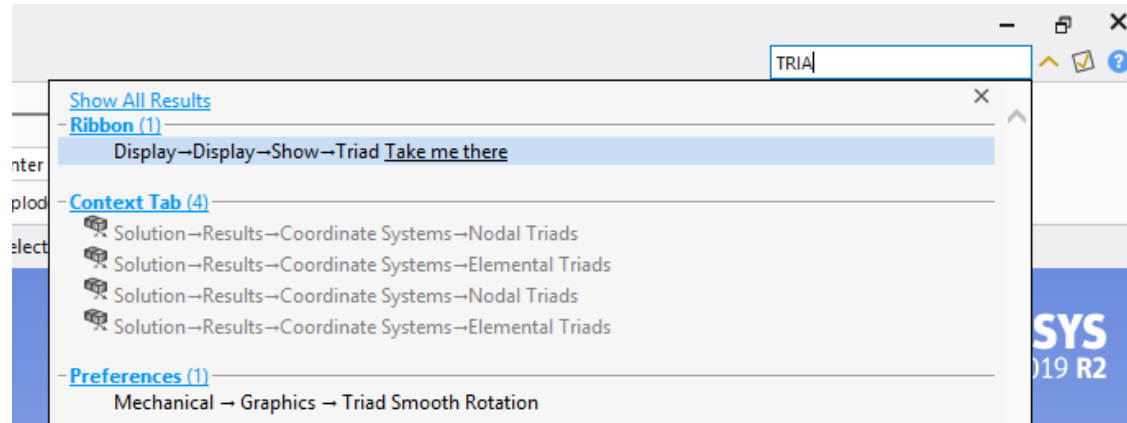 TRIA
Show All Results
Ribbon (1)
Display→Display→Show→Triad Take me there
nter
plod
Context Tab (4)
elect
Solution→Results→Coordinate Systems→Nodal Triads
Solution→Results→Coordinate Systems→Elemental Triads
Solution→Results→Coordinate Systems→Nodal Triads
Solution→Results→Coordinate Systems→Elemental Triads
SYS
019 R2
Preferences (1)
Mechanical → Graphics → Triad Smooth Rotation